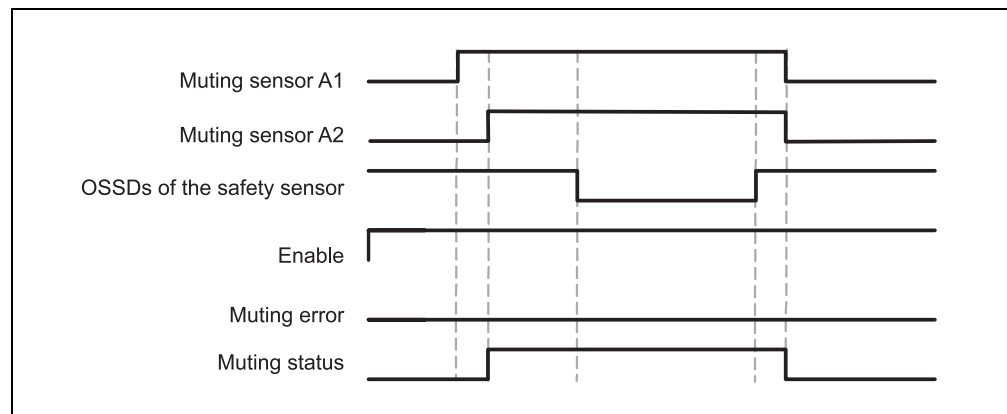 Muting sensor A1
Muting sensor A2
OSSDs of the safety sensor
Enable
Muting error
Muting status